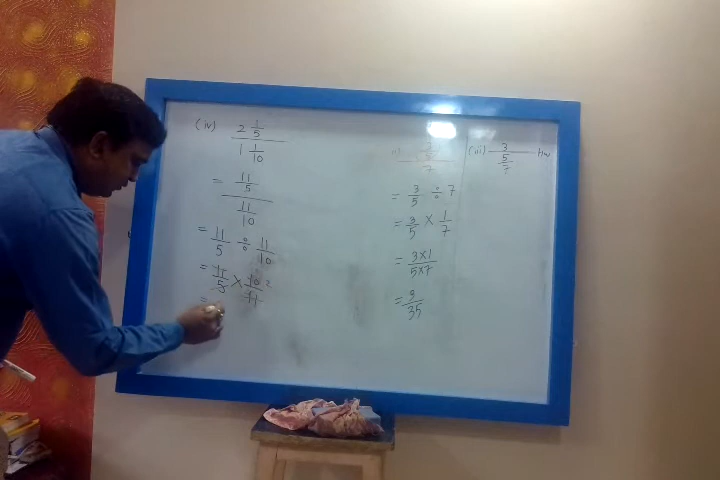 (iv) 2 1/5
1 1/10
= 11/5
11/10
= 11/5 ÷ 11/10
= 11/5 × 10/11 2
=
3/5
7
= 3/5 ÷ 7
= 3/5 × 1/7
= 3×1/5×7
= 3/35
(iii) 3
5/7